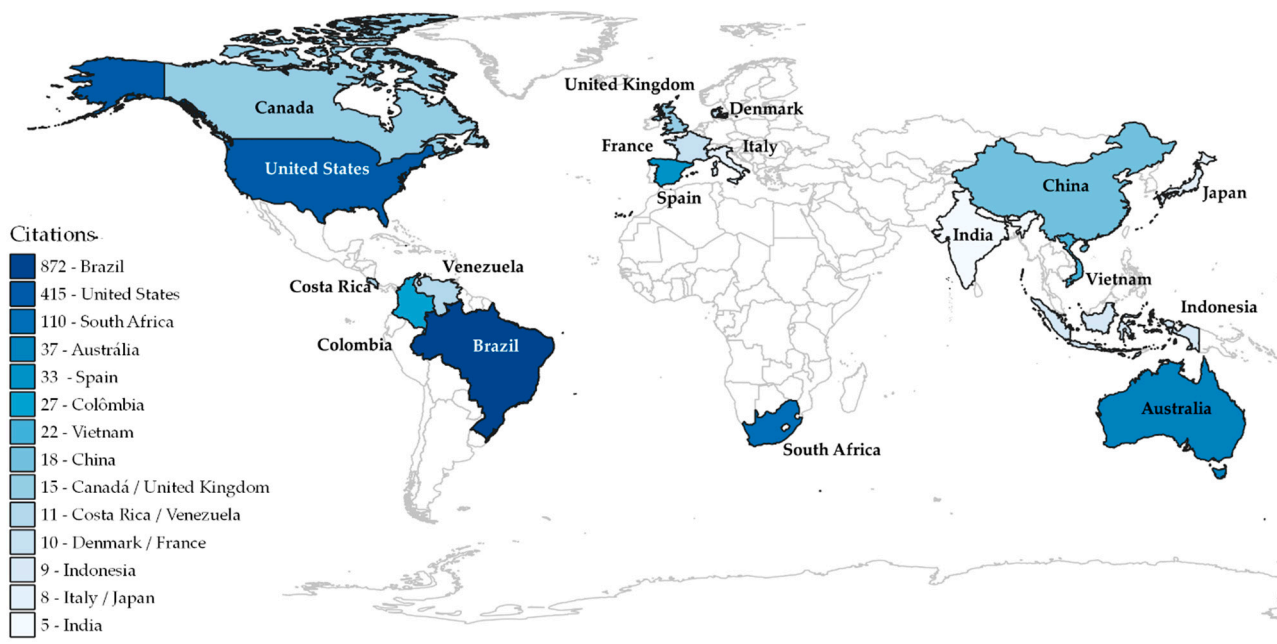 United Kingdom
Canada
Denmark
France
Italy
United States
China
Spain
Japan
Citations
India
872 - Brazil
Venezuela
415 - United States
Costa Rica
Vietnam
110 - South Africa
Indonesia
37 - Austrália
Colombia
Brazil
33 - Spain
27 - Colômbia
Australia
22 - Vietnam
South Africa
18 - China
15 - Canadá / United Kingdom
11 - Costa Rica / Venezuela
10 - Denmark / France
9 - Indonesia
8 - Italy / Japan
5 - India